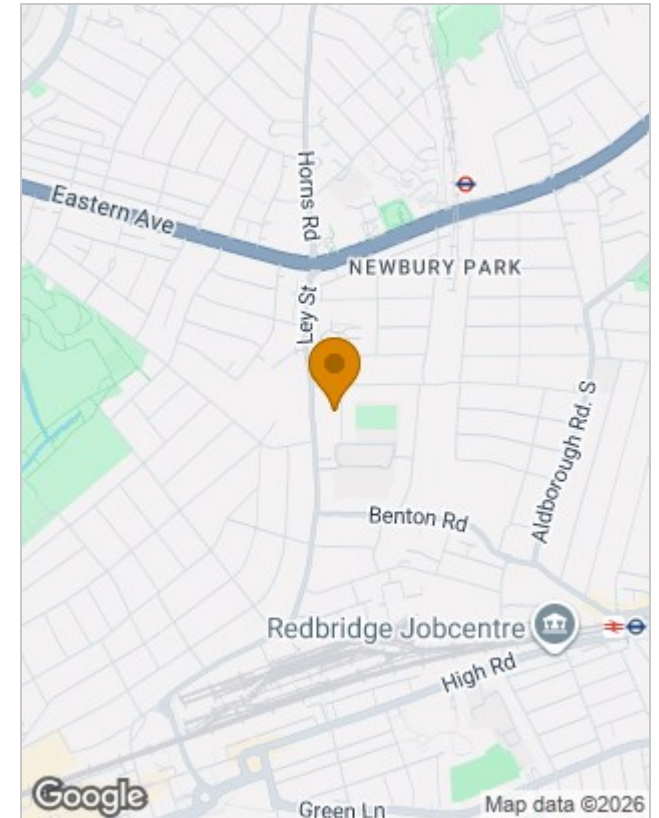 Horns Rd
Eastern Ave
NEWBURY PARK
Ley St
Aldborough Rd. S
Benton Rd
Redbridge Jobcentre
High Rd
Green Ln
Google
Map data ©2026